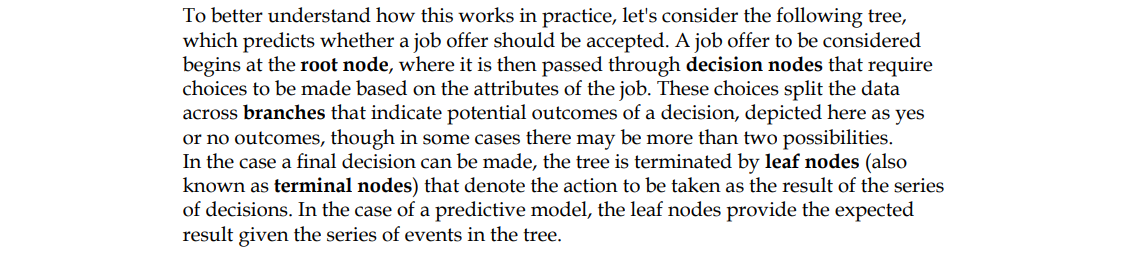 To better understand how this works in practice, let's consider the following tree,
which predicts whether a job offer should be accepted. A job offer to be considered
begins at the root node, where it is then passed through decision nodes that require
choices to be made based on the attributes of the job. These choices split the data
across branches that indicate potential outcomes of a decision, depicted here as yes
or no outcomes, though in some cases there may be more than two possibilities.
In the case a final decision can be made, the tree is terminated by leaf nodes (also
known as terminal nodes) that denote the action to be taken as the result of the series
of decisions. In the case of a predictive model, the leaf nodes provide the expected
result given the series of events in the tree.